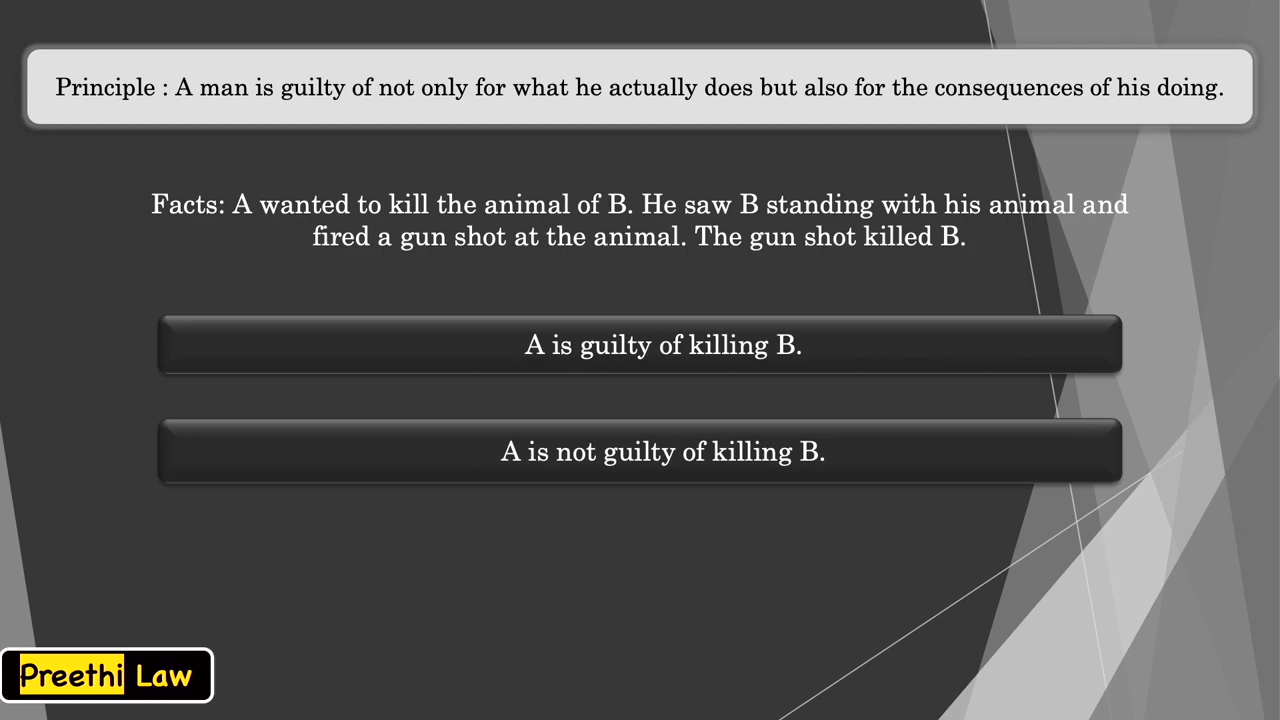 Principle : A man is guilty of not only for what he actually does but also for the consequences of his doing.
Facts: A wanted to kill the animal of B. He saw B standing with his animal and
fired a gun shot at the animal. The gun shot killed B.
A is guilty of killing B.
A is not guilty of killing B.
Preethi Law